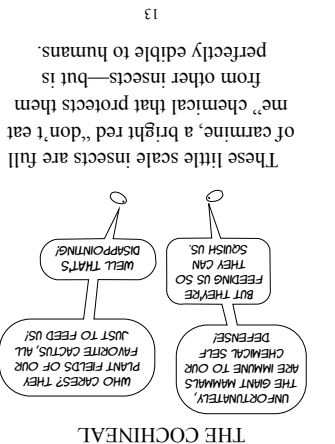 THE COCHINEAL
UNFORTUNATELY,
THE GIANT MAMMALS
ARE IMMUNE TO OUR
CHEMICAL SELF
DEFENSE!
WHO CARES? THEY
PLANT FIELDS OF OUR
FAVORITE CACTUS, ALL
JUST TO FEED US!
BUT THEY'RE
FEEDING US SO
THEY CAN
SQUISH US.
WELL THAT'S
DISAPPOINTING!
These little scale insects are full
of carmine, a bright red “don't eat
me” chemical that protects them
from other insects—but is
perfectly edible to humans.
13